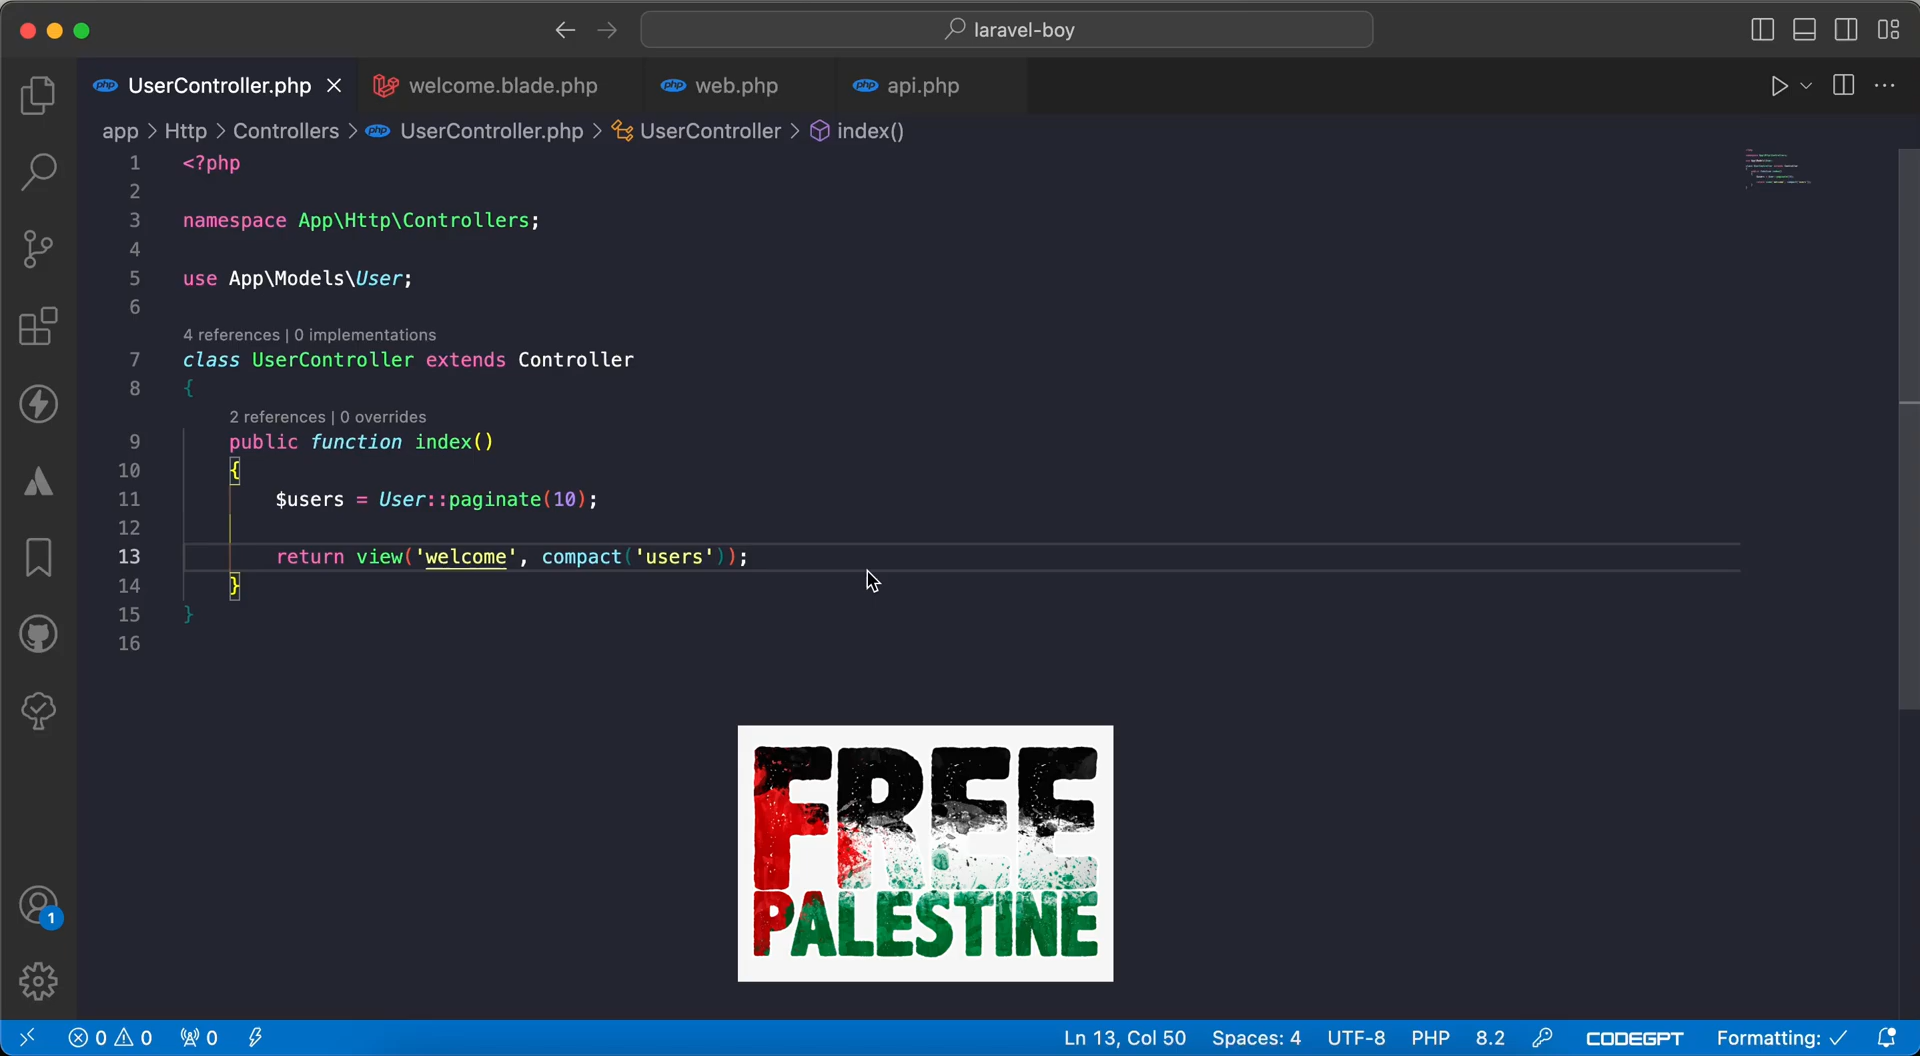 laravel-boy
UserController.php
welcome.blade.php
web.php
api.php
app > Http > Controllers > php UserController.php > UserController > index()
1 <?php
2
3 namespace App\Http\Controllers;
4
5 use App\Models\User;
6
4 references | 0 implementations
7 class UserController extends Controller
8 {
2 references | 0 overrides
9 public function index()
10 {
11 $users = User::paginate(10);
12
13 return view('welcome', compact('users'));
14 }
15 }
16
FREE
PALESTINE
1
0 0 0 Ln 13, Col 50 Spaces: 4 UTF-8 PHP 8.2 CODEGPT Formatting: ✓